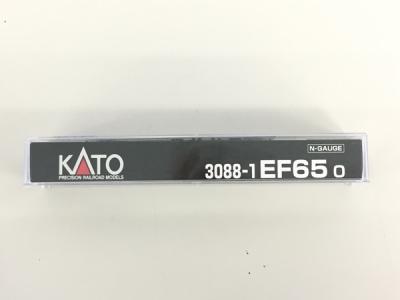 KATO
PRECISION RAILROAD MODELS
N-GAUGE
3088-1 EF65 0